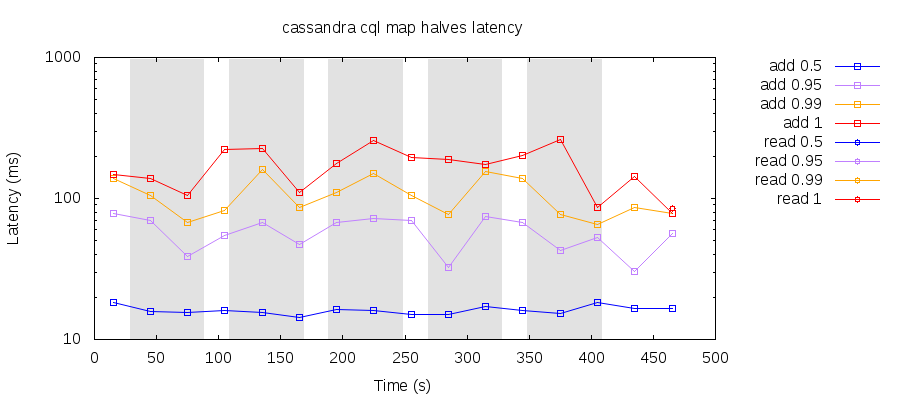 cassandra cql map halves latency
1000
100
10
Latency (ms)
0 50 100 150 200 250 300 350 400 450 500
Time (s)
add 0.5
add 0.95
add 0.99
add 1
read 0.5
read 0.95
read 0.99
read 1